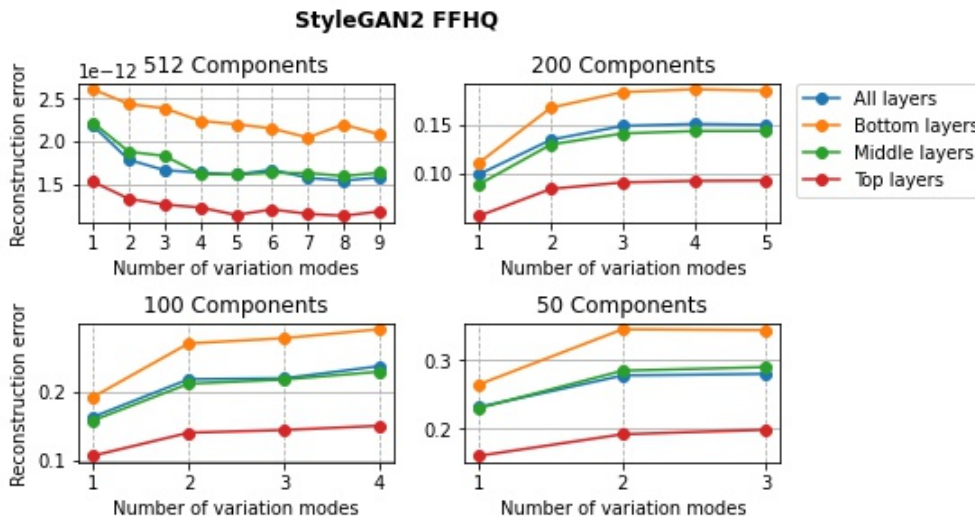 StyleGAN2 FFHQ
1e−12
512 Components
Reconstruction error
2.5
2.0
1.5
1 2 3 4 5 6 7 8 9
Number of variation modes
200 Components
0.15
0.10
1 2 3 4 5
Number of variation modes
All layers
Bottom layers
Middle layers
Top layers
100 Components
Reconstruction error
0.2
0.1
1 2 3 4
Number of variation modes
50 Components
0.3
0.2
1 2 3
Number of variation modes